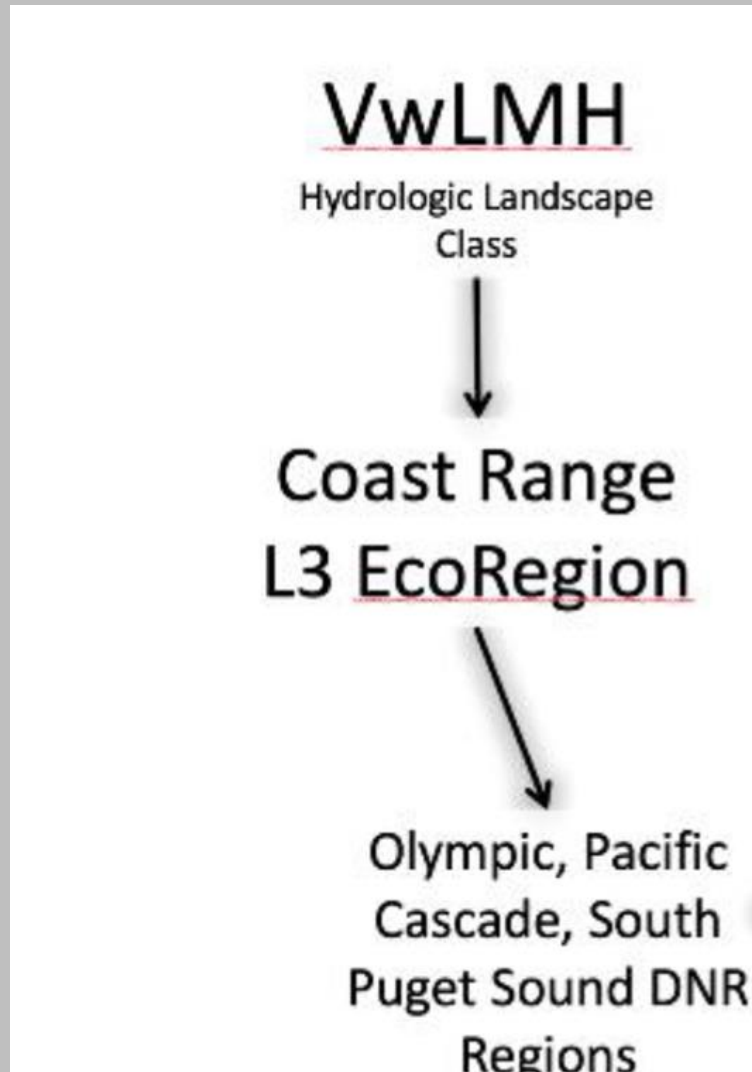 VwLMH
Hydrologic Landscape
Class
Coast Range
L3 EcoRegion
Olympic, Pacific
Cascade, South
Puget Sound DNR
Regions